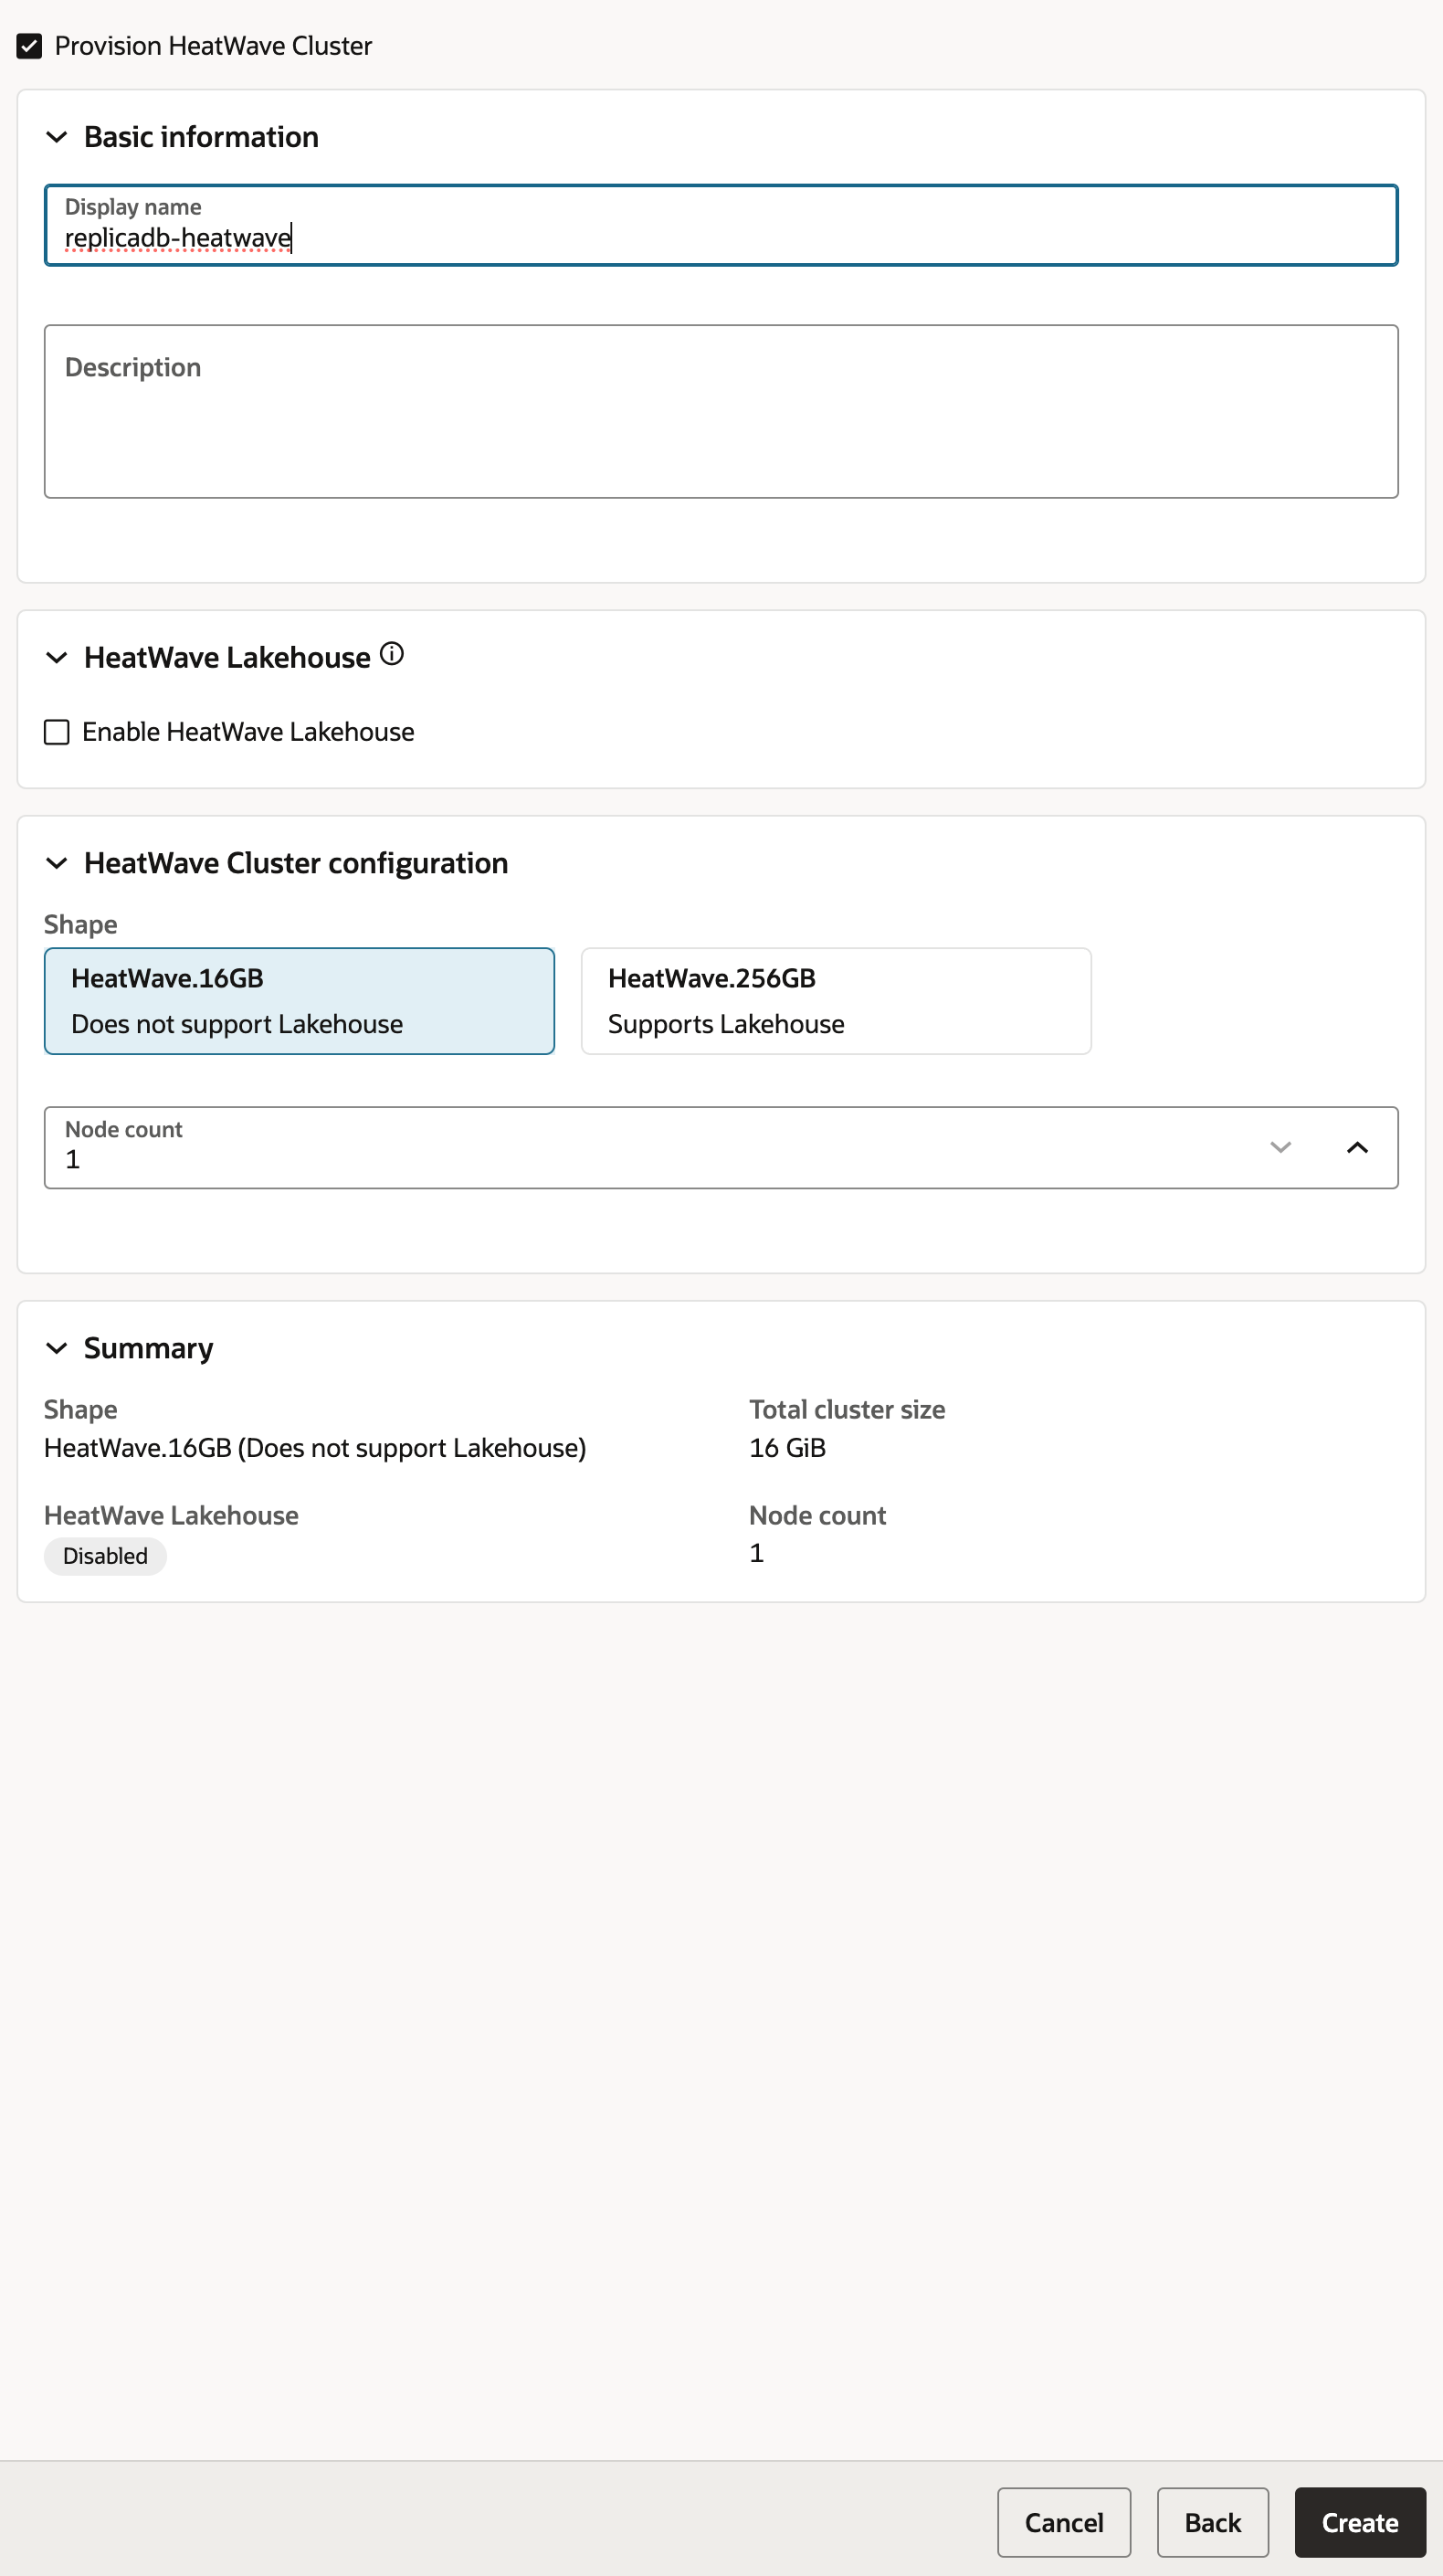 Provision HeatWave Cluster
Basic information
Display name
replicadb-heatwave
Description
HeatWave Lakehouse
Enable HeatWave Lakehouse
HeatWave Cluster configuration
Shape
HeatWave.16GB
Does not support Lakehouse
HeatWave.256GB
Supports Lakehouse
Node count
1
Summary
Shape
HeatWave.16GB (Does not support Lakehouse)
Total cluster size
16 GiB
HeatWave Lakehouse
Disabled
Node count
1
Cancel
Back
Create